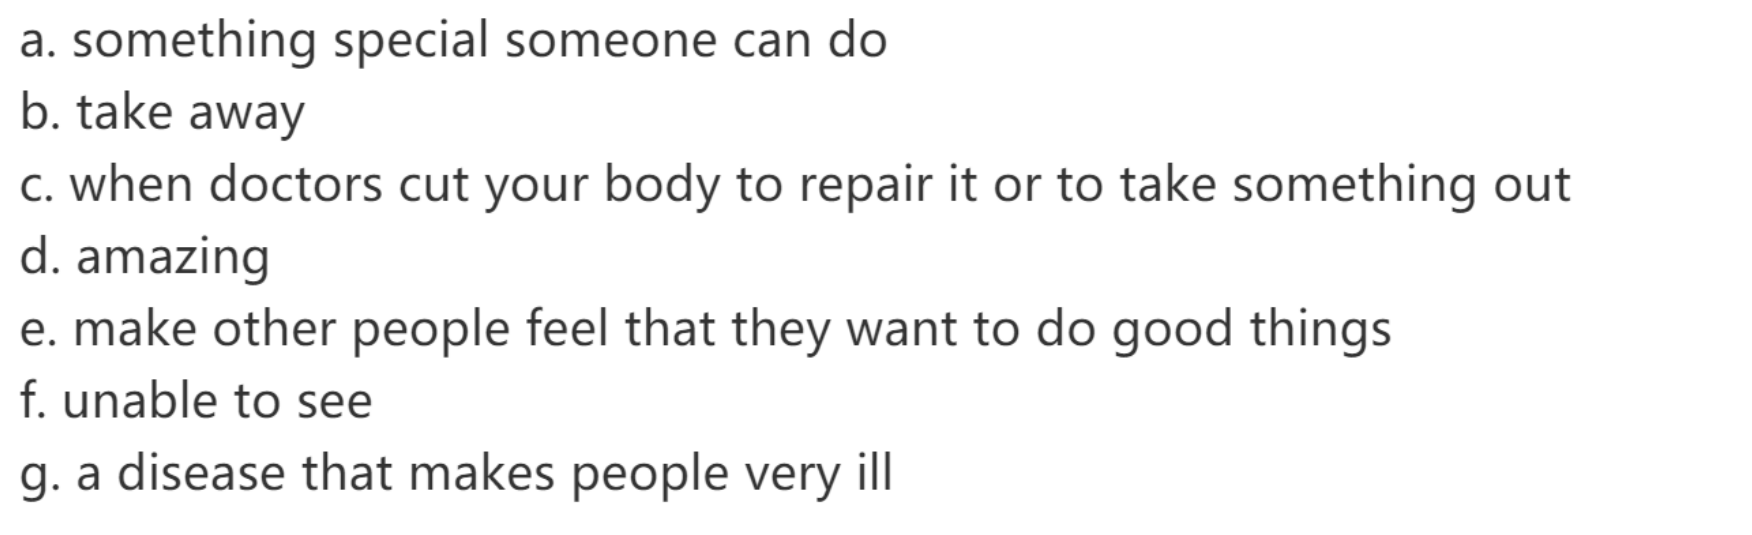 a. something special someone can do
b. take away
c. when doctors cut your body to repair it or to take something out
d. amazing
e. make other people feel that they want to do good things
f. unable to see
g. a disease that makes people very ill